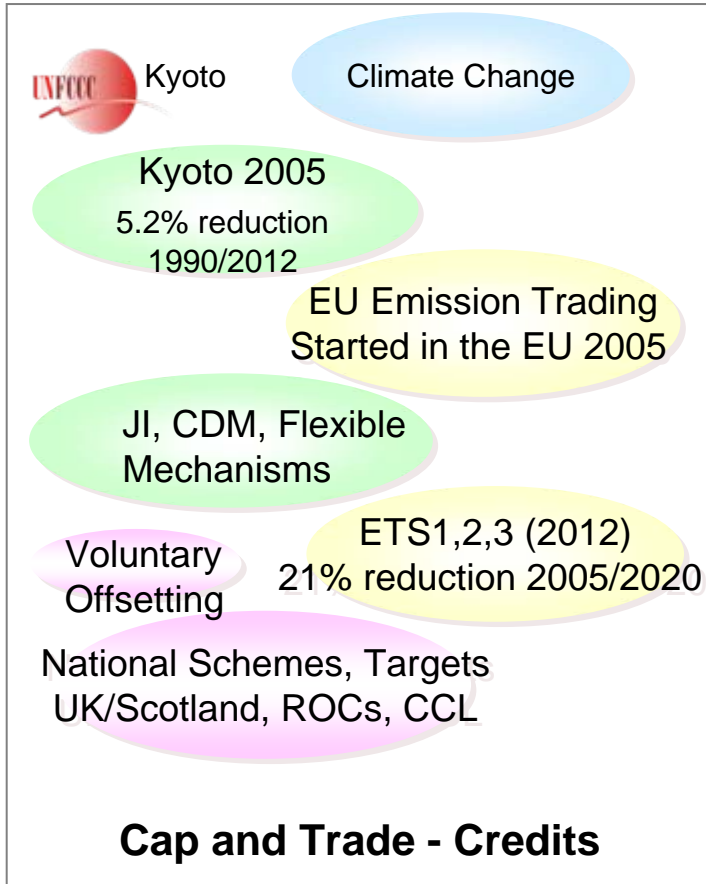 UNFCCC
Kyoto
Climate Change
Kyoto 2005
5.2% reduction
1990/2012
EU Emission Trading
Started in the EU 2005
JI, CDM, Flexible
Mechanisms
ETS1,2,3 (2012)
21% reduction 2005/2020
Voluntary
Offsetting
National Schemes, Targets
UK/Scotland, ROCs, CCL
Cap and Trade - Credits